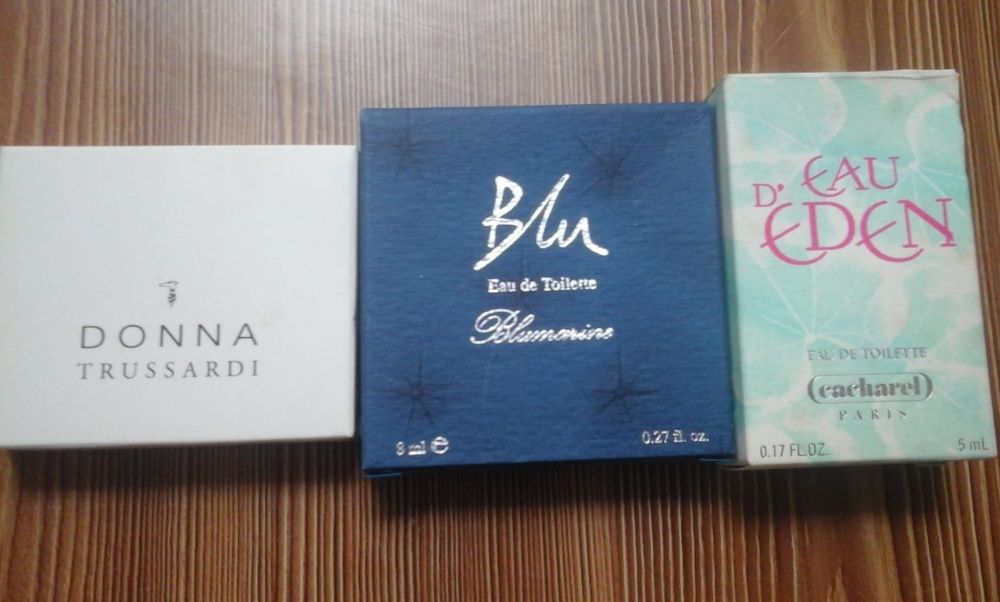 DONNA
TRUSSARDI
Blu
Eau de Toilette
Blumarine
8 ml ℮
0.27 fl. oz.
EAU
D'EDEN
EAU DE TOILETTE
cacharel
PARIS
0.17 FL.OZ.
5 mL